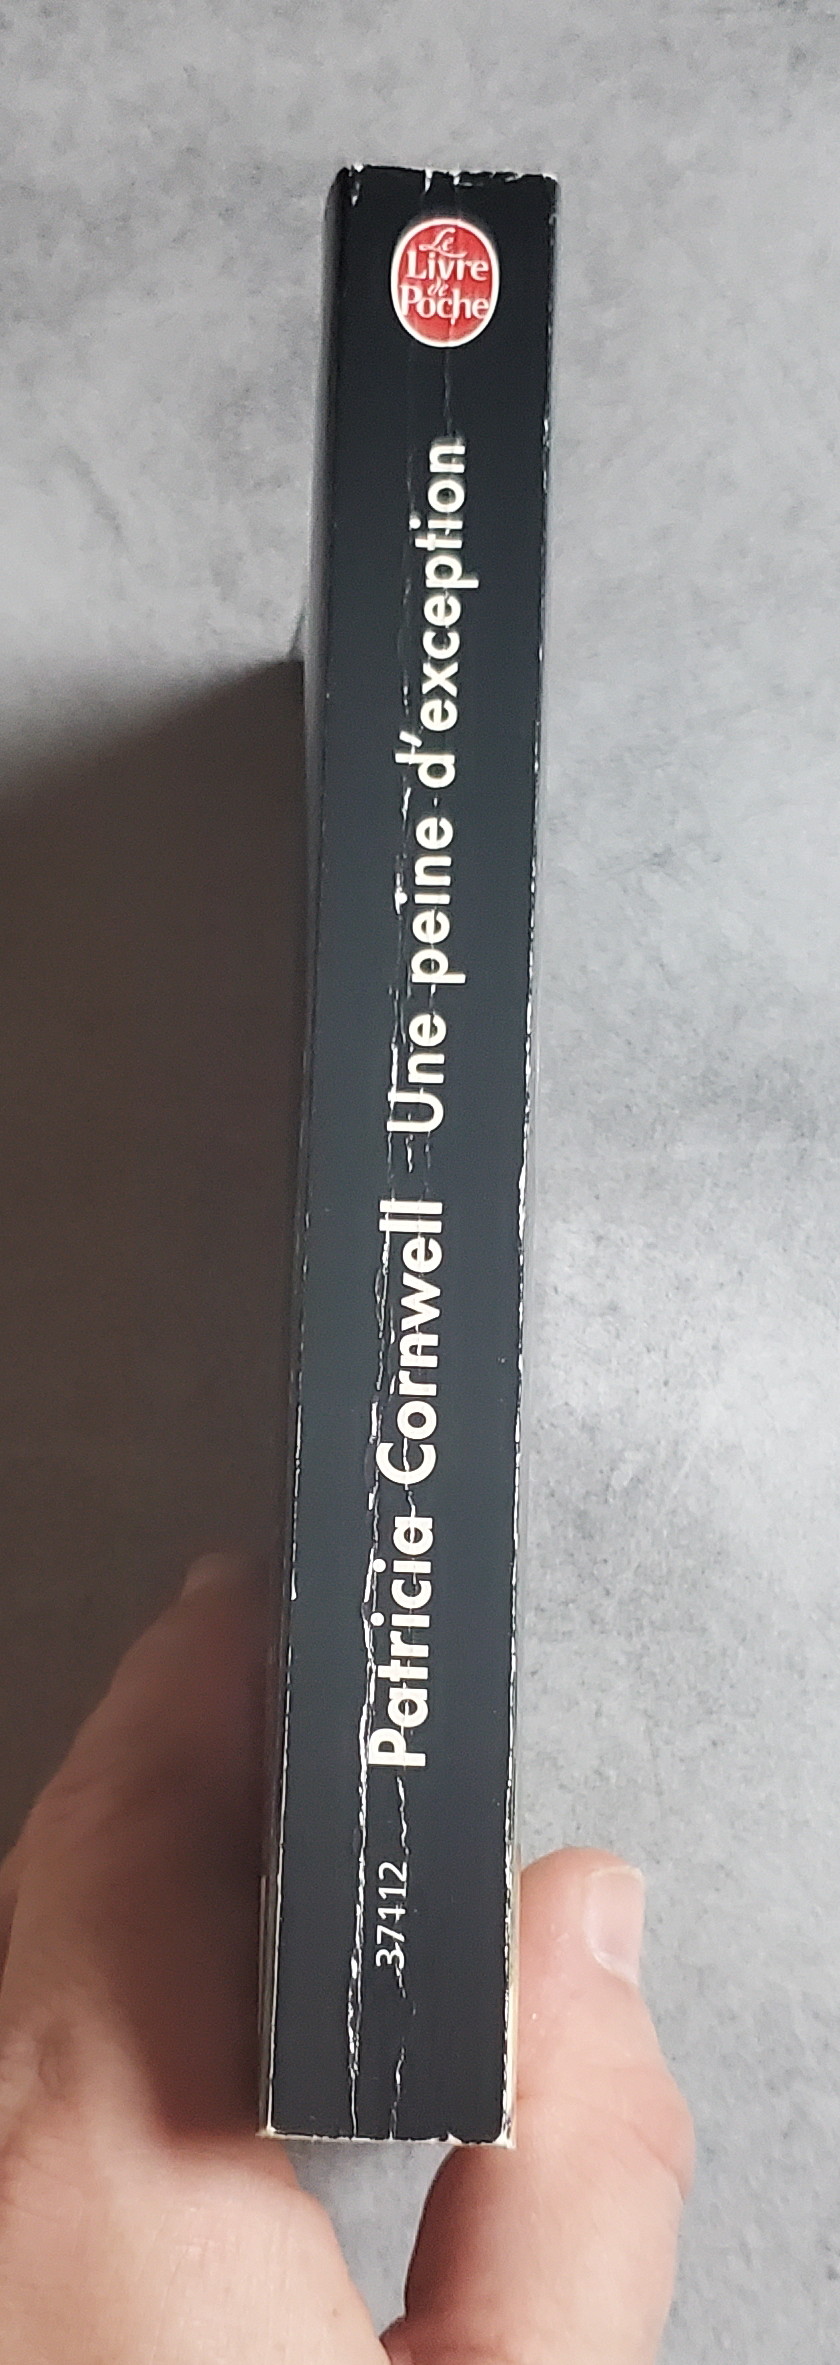 Le
Livre
de
Poche
37112 Patricia Cornwell Une peine d'exception